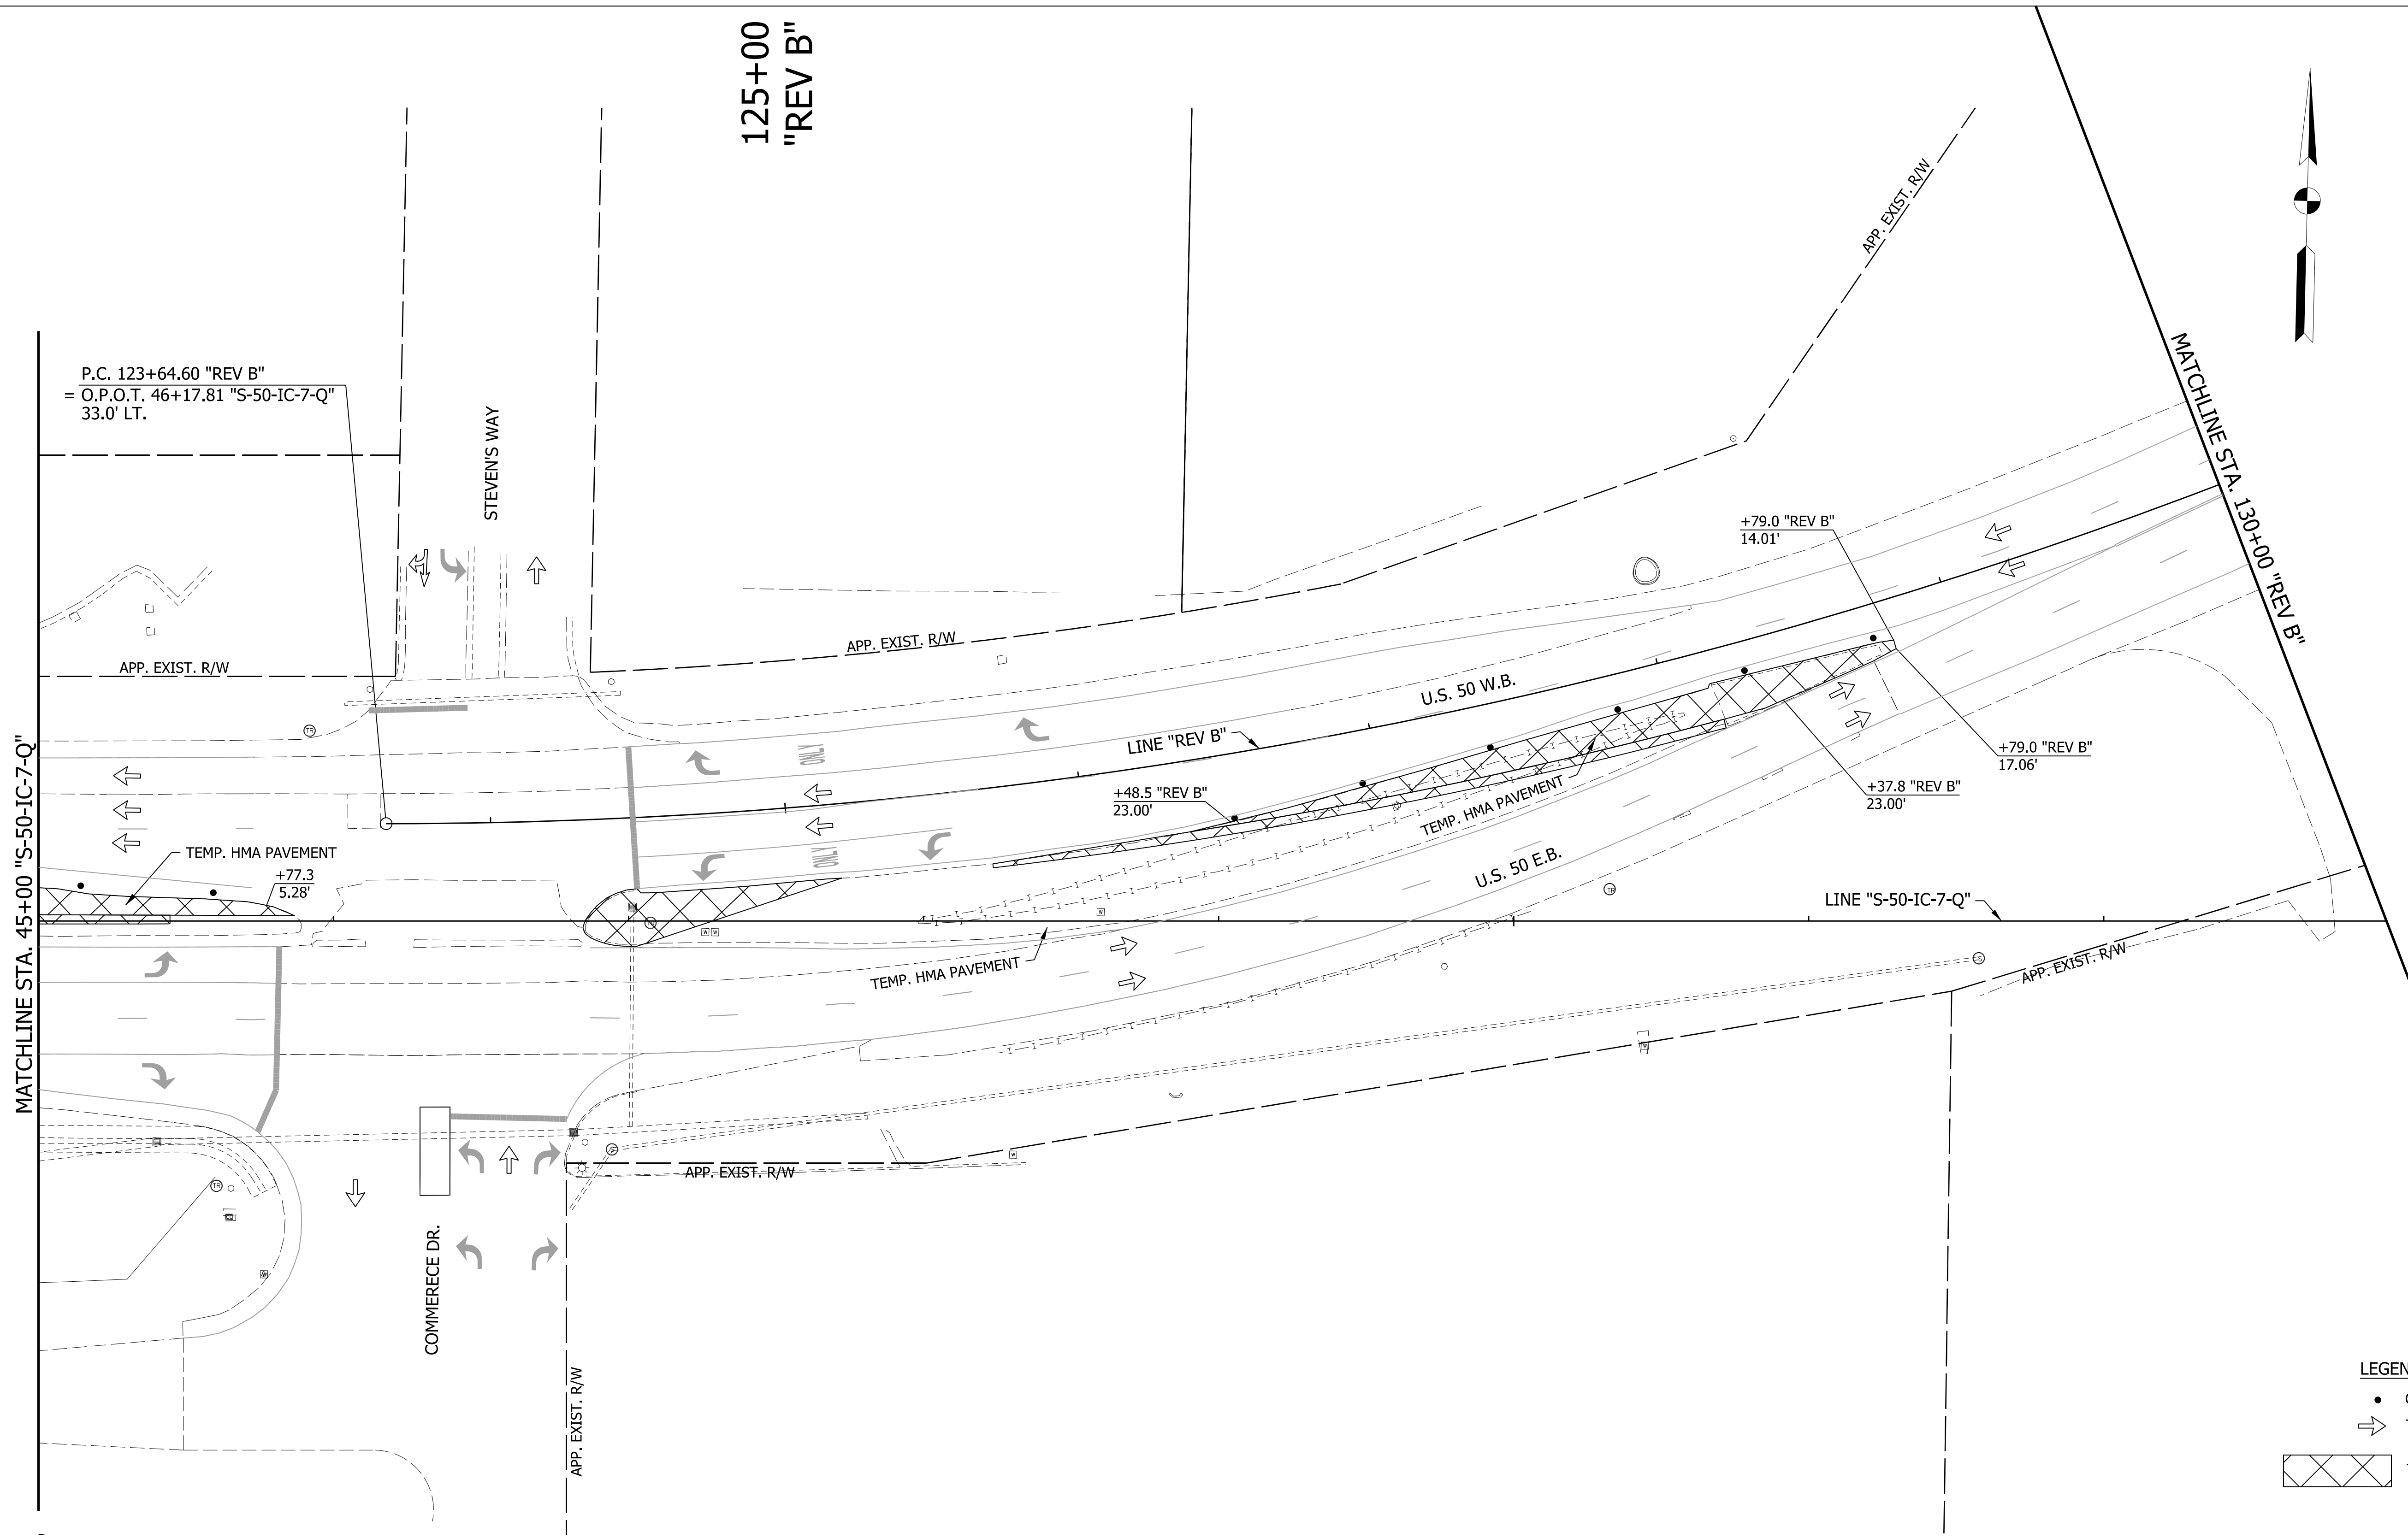 125+00
"REV B"
P.C. 123+64.60 "REV B"
= O.P.O.T. 46+17.81 "S-50-IC-7-Q"
33.0' LT.
STEVEN'S WAY
APP. EXIST. R/W
APP. EXIST. R/W
APP. EXIST. R/W
MATCHLINE STA. 130+00 "REV B"
+79.0 "REV B"
14.01'
U.S. 50 W.B.
LINE "REV B"
ONLY
TR
MATCHLINE STA. 45+00 "S-50-IC-7-Q"
TEMP. HMA PAVEMENT
+77.3
5.28'
+48.5 "REV B"
23.00'
TEMP. HMA PAVEMENT
+79.0 "REV B"
17.06'
+37.8 "REV B"
23.00'
ONLY
U.S. 50 E.B.
TR
LINE "S-50-IC-7-Q"
W
W W
TEMP. HMA PAVEMENT
APP. EXIST. R/W
W
APP. EXIST. R/W
W
TR
COMMERECE DR.
APP. EXIST. R/W
LEGEN